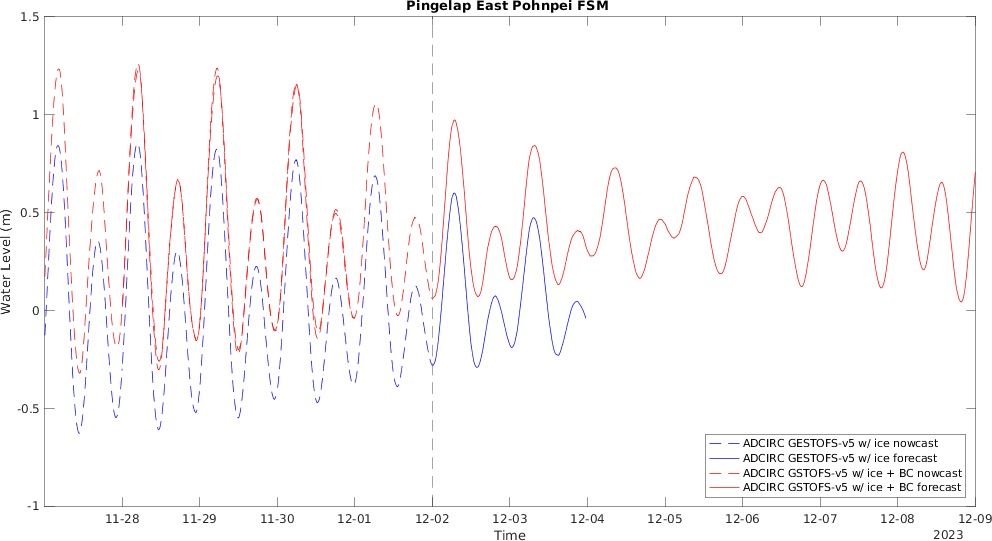 Pingelap East Pohnpei FSM
1.5
1
0.5
0
-0.5
-1
Water Level (m)
11-28
11-29
11-30
12-01
12-02
12-03
12-04
12-05
12-06
12-07
12-08
12-09
Time
2023
ADCIRC GESTOFS-v5 w/ ice nowcast
ADCIRC GESTOFS-v5 w/ ice forecast
ADCIRC GSTOFS-v5 w/ ice + BC nowcast
ADCIRC GSTOFS-v5 w/ ice + BC forecast